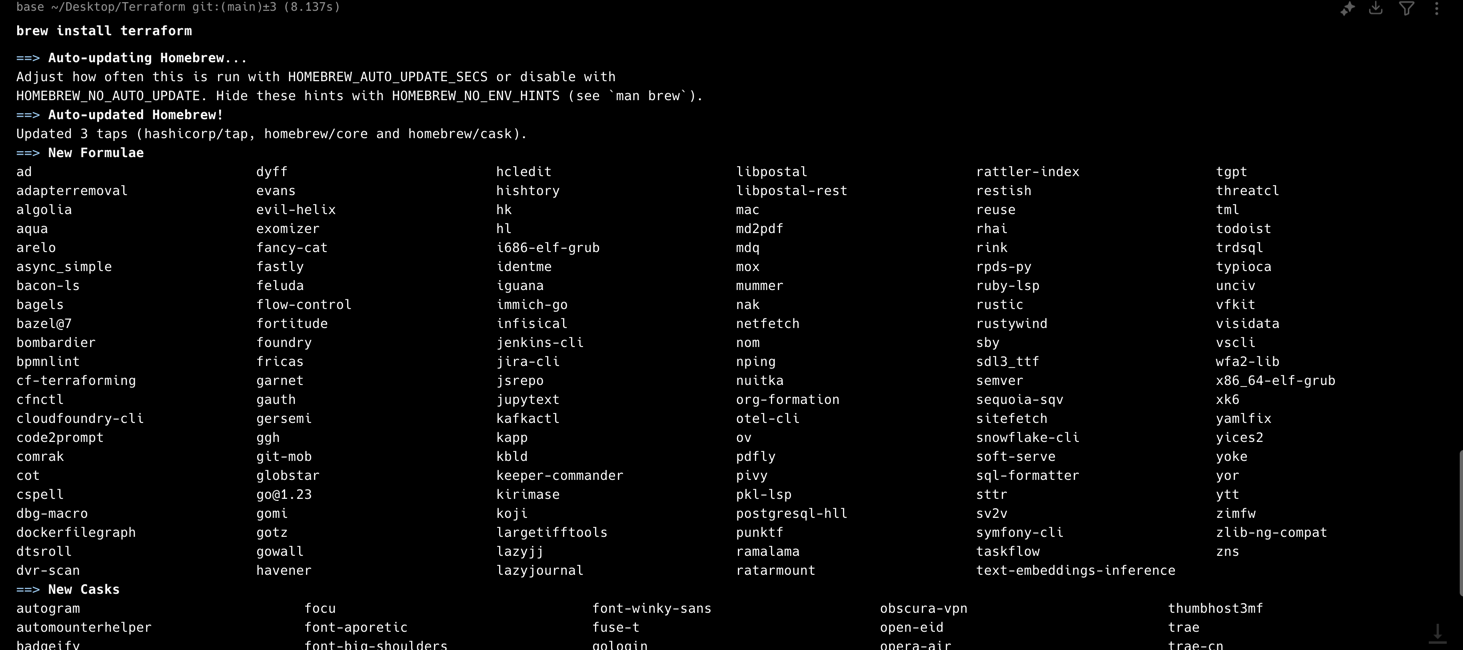 base ~/Desktop/Terraform git:(main)±3 (8.137s)
brew install terraform
==> Auto-updating Homebrew...
Adjust how often this is run with HOMEBREW_AUTO_UPDATE_SECS or disable with
HOMEBREW_NO_AUTO_UPDATE. Hide these hints with HOMEBREW_NO_ENV_HINTS (see `man brew`).
==> Auto-updated Homebrew!
Updated 3 taps (hashicorp/tap, homebrew/core and homebrew/cask).
==> New Formulae
ad dyff hcledit libpostal rattler-index tgpt
adapterremoval evans hishtory libpostal-rest restish threatcl
algolia evil-helix hk mac reuse tml
aqua exomizer hl md2pdf rhai todoist
arelo fancy-cat i686-elf-grub mdq rink trdsql
async_simple fastly identme mox rpds-py typioca
bacon-ls feluda iguana mummer ruby-lsp unciv
bagels flow-control immich-go nak rustic vfkit
bazel@7 fortitude infisical netfetch rustywind visidata
bombardier foundry jenkins-cli nom sby vscli
bpmnlint fricas jira-cli nping sdl3_ttf wfa2-lib
cf-terraforming garnet jsrepo nuitka semver x86_64-elf-grub
cfnctl gauth jupytext org-formation sequoia-sqv xk6
cloudfoundry-cli gersemi kafkactl otel-cli sitefetch yamlfix
code2prompt ggh kapp ov snowflake-cli yices2
comrak git-mob kbld pdfly soft-serve yoke
cot globstar keeper-commander pivy sql-formatter yor
cspell go@1.23 kirimase pkl-lsp sttr ytt
dbg-macro gomi koji postgresql-hll sv2v zimfw
dockerfilegraph gotz largetifftools punktf symfony-cli zlib-ng-compat
dtsroll gowall lazyjj ramalama taskflow zns
dvr-scan havener lazyjournal ratarmount text-embeddings-inference
==> New Casks
autogram focu font-winky-sans obscura-vpn thumbhost3mf
automounterhelper font-aporetic fuse-t open-eid trae
badgeify font-big-shoulders gologin opera-air trae-cn